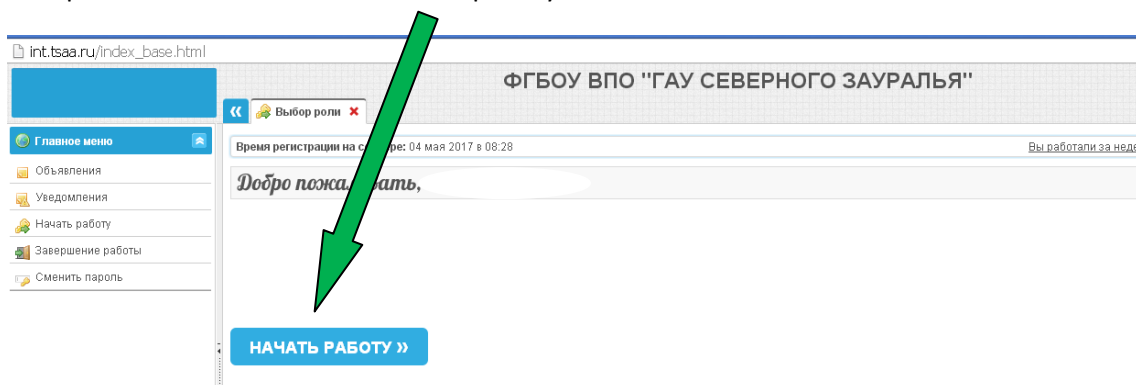 int.tsaa.ru/index_base.html
ФГБОУ ВПО "ГАУ СЕВЕРНОГО ЗАУРАЛЬЯ"
Выбор роли
Главное меню
Время регистрации на 04 мая 2017 в 08:28
Вы работали за
Объявления
Добро
Уведомления
Начать работу
Завершение работы
Сменить пароль
НАЧАТЬ РАБОТУ »